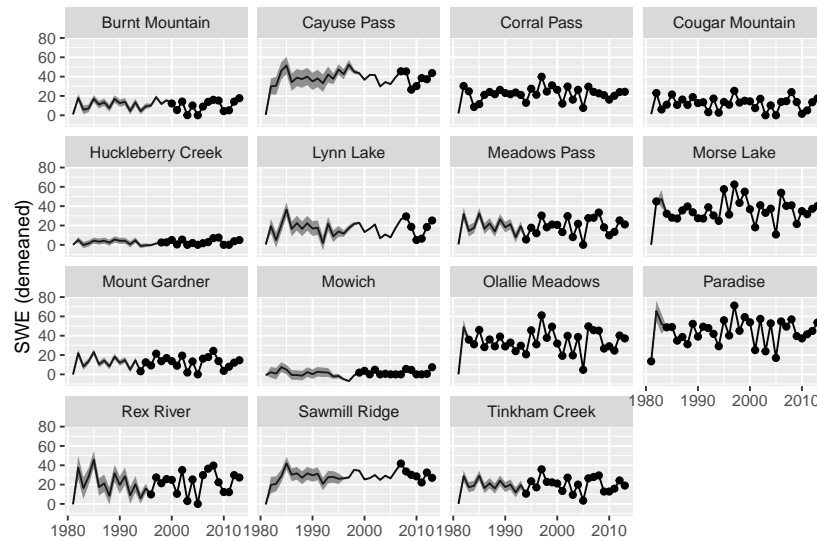 Burnt Mountain Cayuse Pass Corral Pass Cougar Mountain
80
60
40
20
0
Huckleberry Creek Lynn Lake Meadows Pass Morse Lake
80
60
40
20
0
Mount Gardner Mowich Olallie Meadows Paradise
80
60
40
20
0
1980 1990 2000 2010
Rex River Sawmill Ridge Tinkham Creek
80
60
40
20
0
1980 1990 2000 2010 1980 1990 2000 2010 1980 1990 2000 2010
SWE (demeaned)